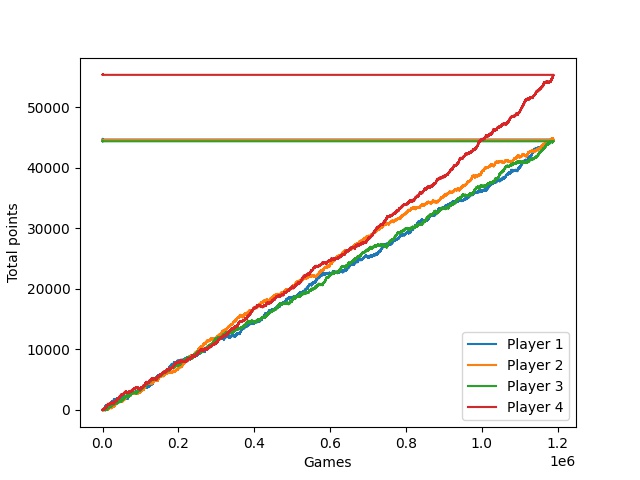 Total points
50000
40000
30000
20000
10000
0
Player 1
Player 2
Player 3
Player 4
0.0 0.2 0.4 0.6 0.8 1.0 1.2
1e6
Games